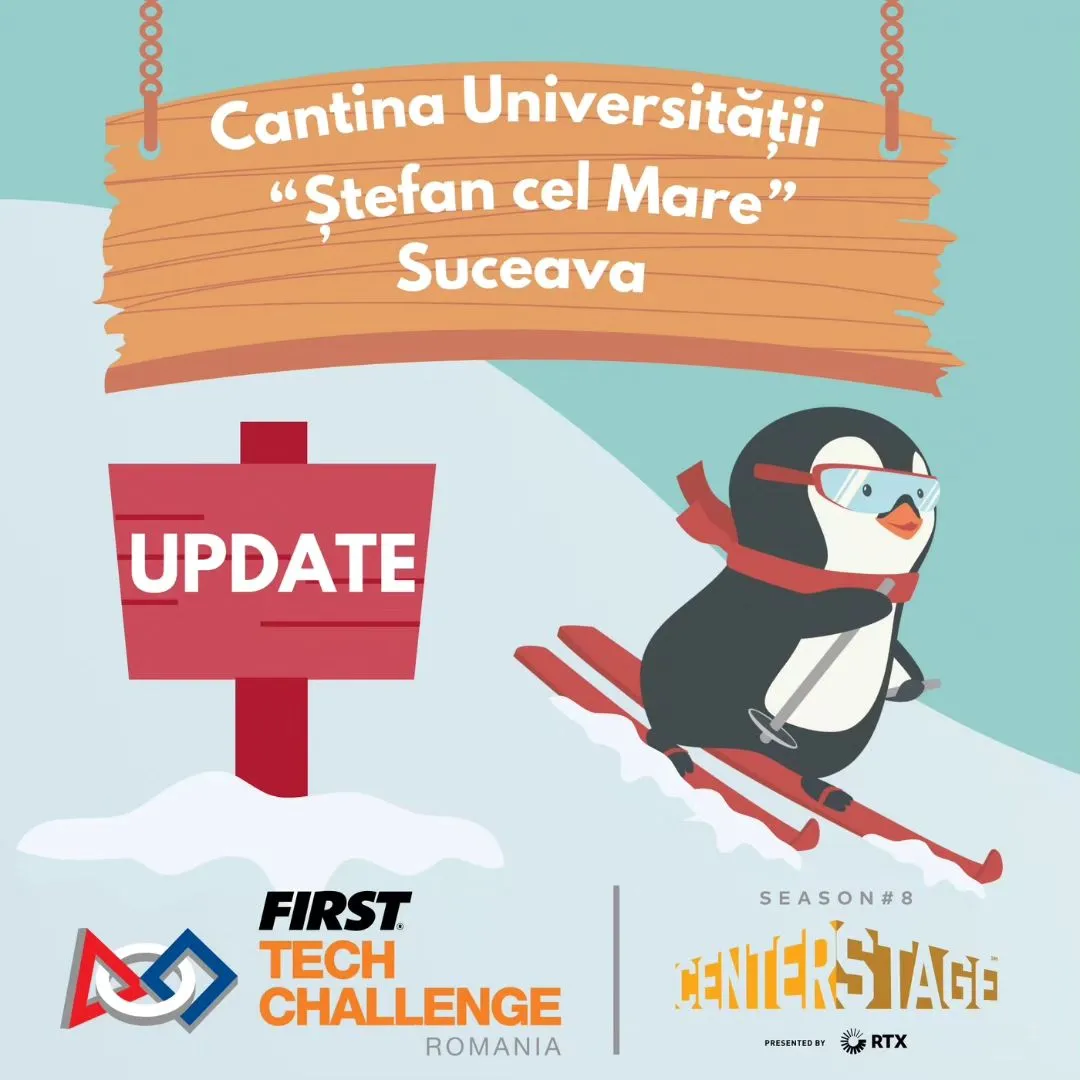 Cantina Universității
“Ștefan cel Mare”
Suceava
UPDATE
FIRST®
TECH
CHALLENGE
ROMANIA
SEASON#8
CENTERSTAGE
PRESENTED BY RTX